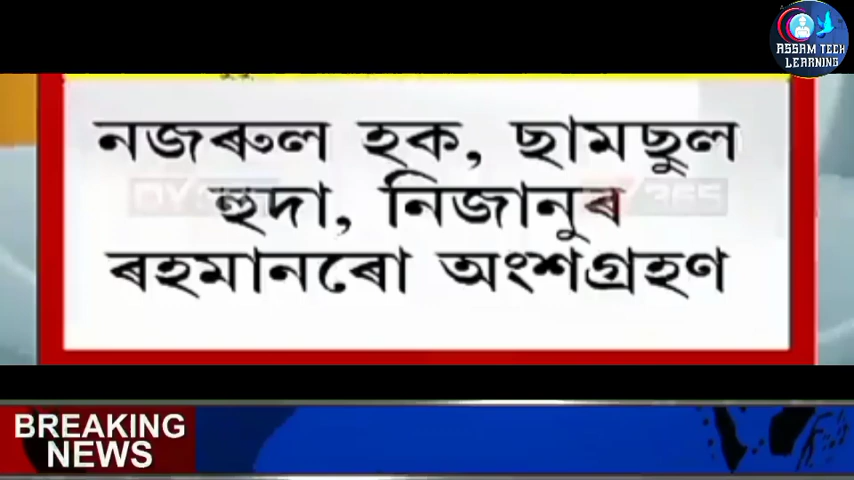 ASSAM TECH
LEARNING
নজৰুল হক, ছামছুল
হুদা, নিজানুৰ
ৰহমানৰো অংশগ্ৰহণ
BREAKING
NEWS